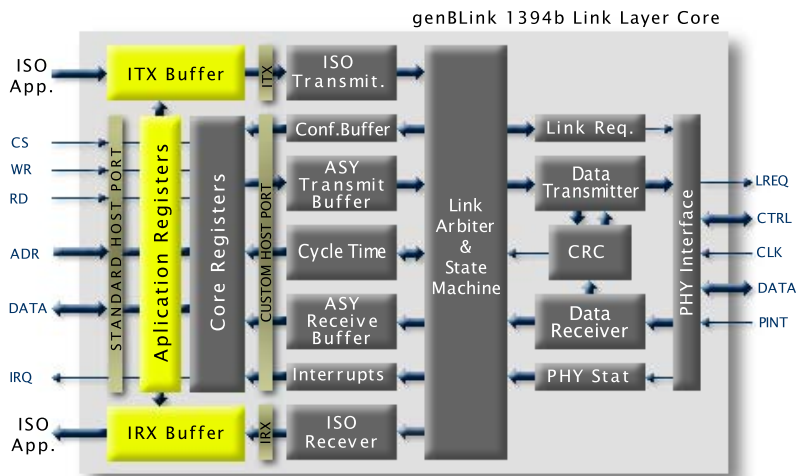 genBLink 1394b Link Layer Core
ISO
App.
ITX Buffer
ITX
ISO
Transmit.
CS
WR
RD
ADR
DATA
IRQ
STANDARD HOST PORT
Aplication Registers
Core Registers
CUSTOM HOST PORT
Conf.Buffer
ASY
Transmit
Buffer
Cycle Time
ASY
Receive
Buffer
Interrupts
Link
Arbiter
&
State
Machine
Link Req.
Data
Transmitter
CRC
Data
Receiver
PHY Stat
PHY Interface
LREQ
CTRL
CLK
DATA
PINT
ISO
App.
IRX Buffer
IRX
ISO
Recever